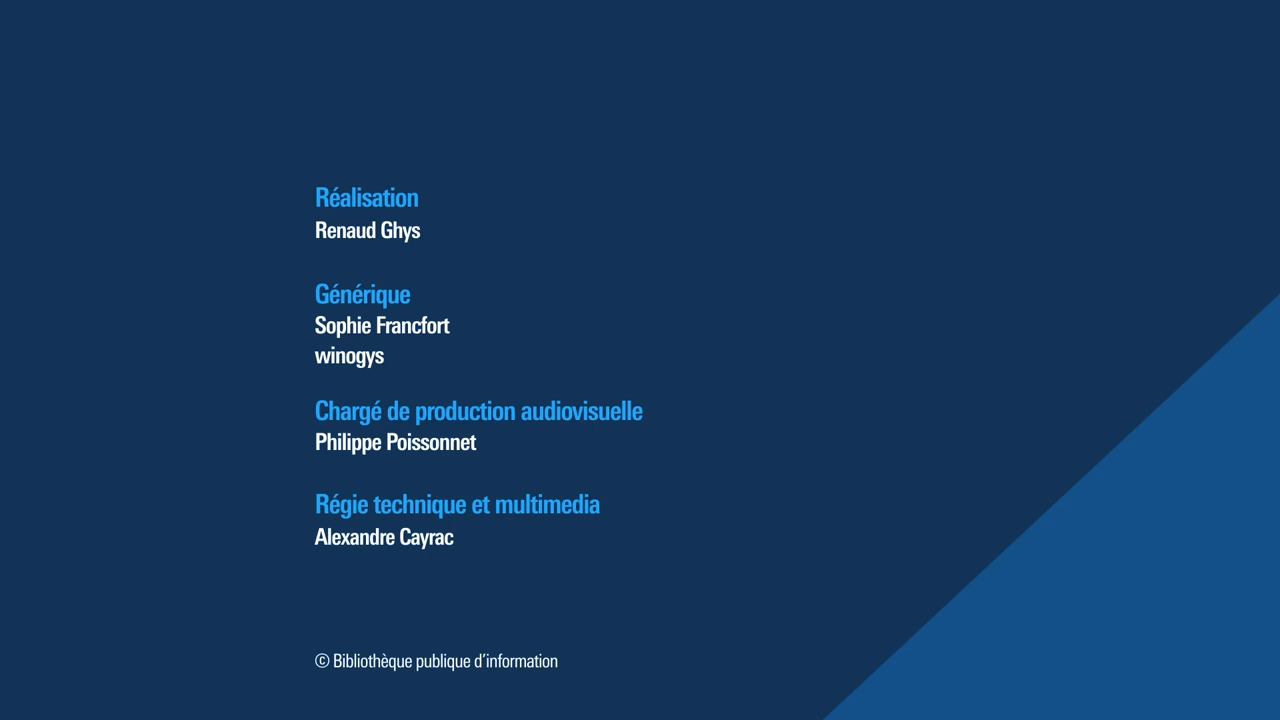 Réalisation
Renaud Ghys
Générique
Sophie Francfort
winogys
Chargé de production audiovisuelle
Philippe Poissonnet
Régie technique et multimedia
Alexandre Cayrac
© Bibliothèque publique d’information